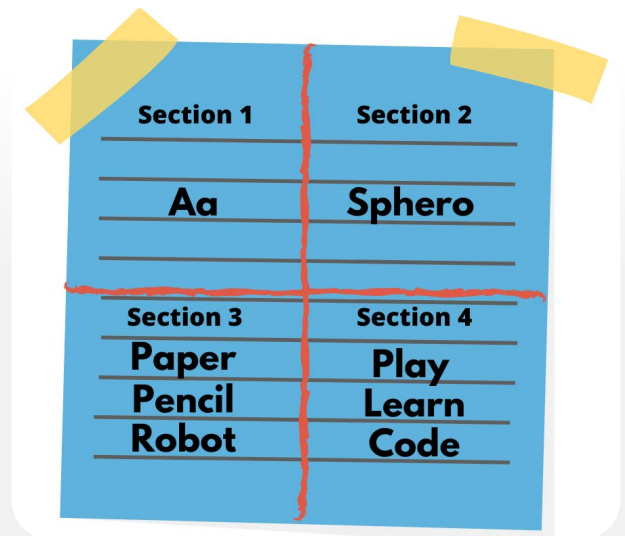 Section 1
Aa
Section 2
Sphero
Section 3
Paper
Pencil
Robot
Section 4
Play
Learn
Code